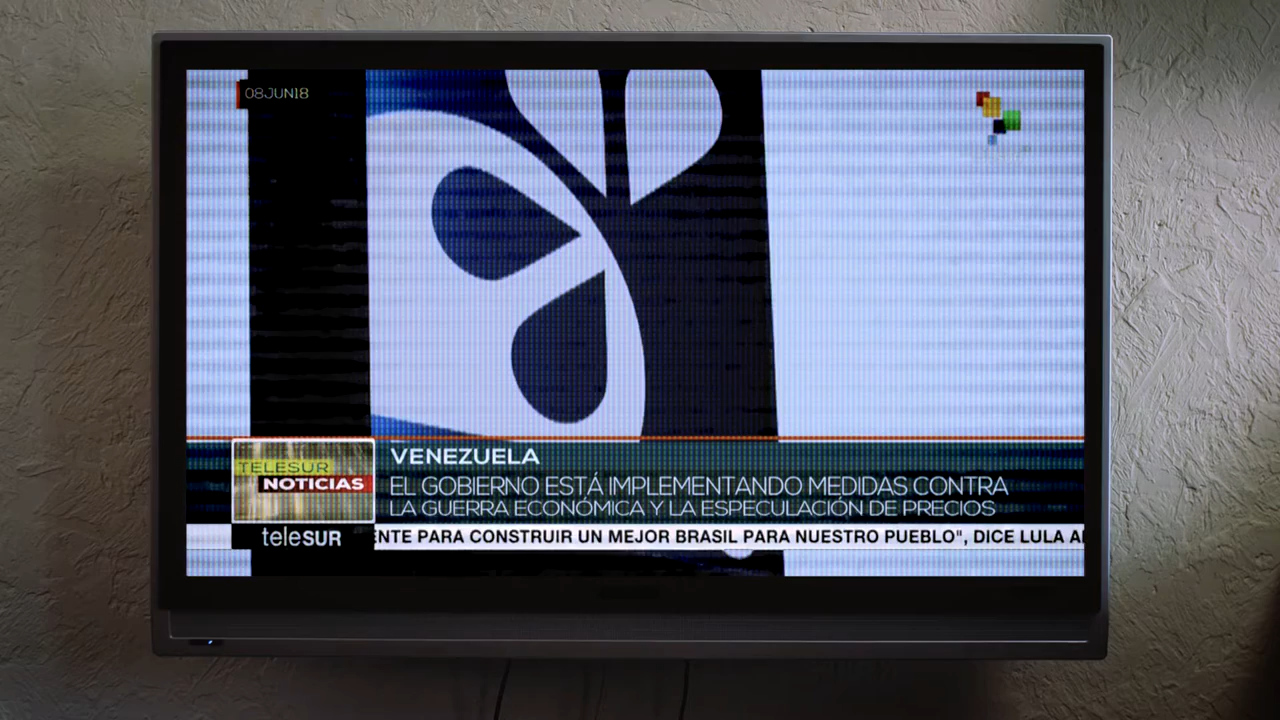 08JUN18
VENEZUELA
EL GOBIERNO ESTÁ IMPLEMENTANDO MEDIDAS CONTRA
LA GUERRA ECONÓMICA Y LA ESPECULACIÓN DE PRECIOS
TELESUR
NOTICIAS
teleSUR
ENTE PARA CONSTRUIR UN MEJOR BRASIL PARA NUESTRO PUEBLO", DICE LULA A